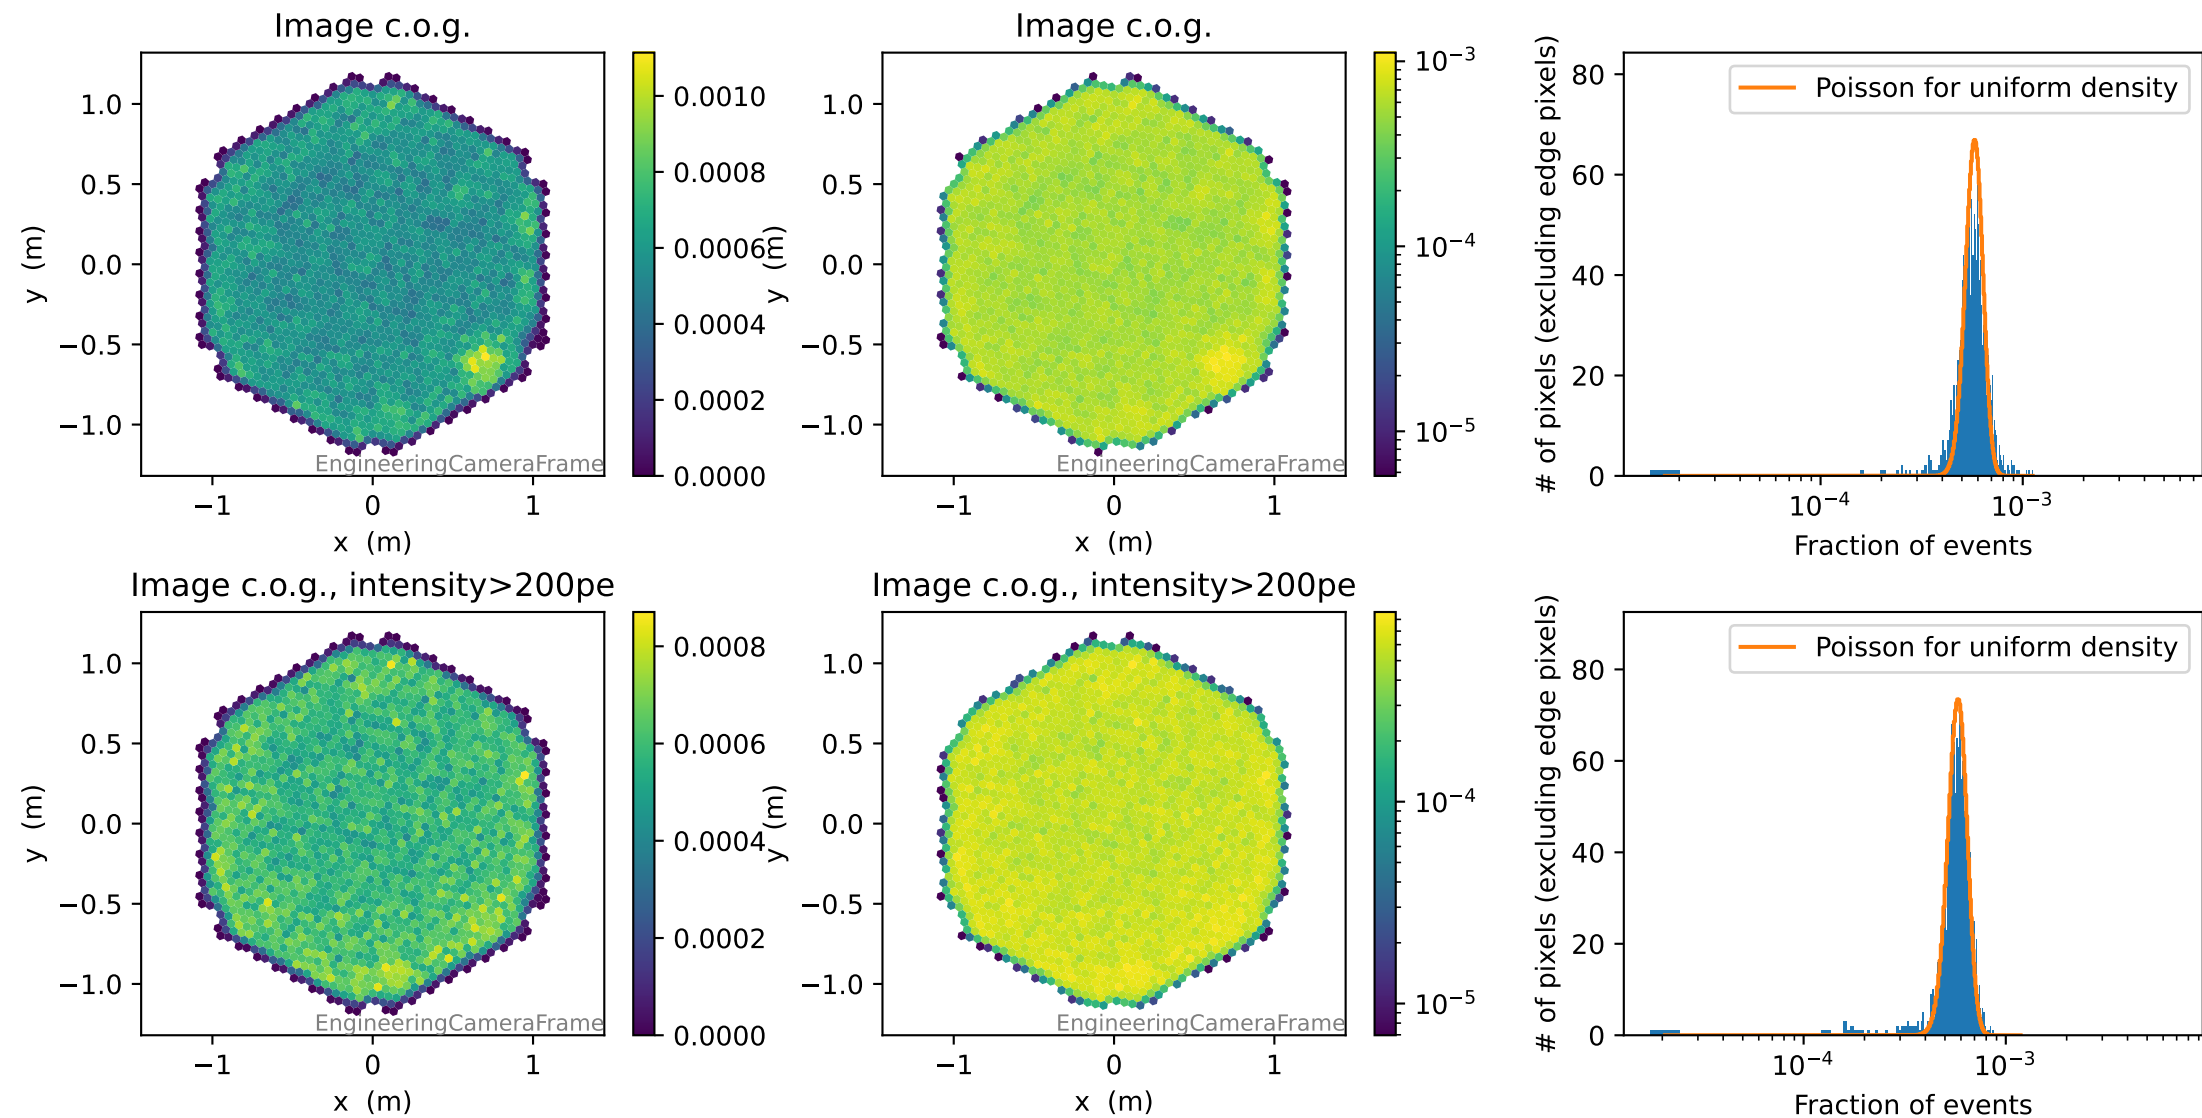 Image c.o.g.
1.0
0.5
0.0
−0.5
−1.0
y (m)
−1
0
1
x (m)
EngineeringCameraFrame
0.0010
0.0008
0.0006
0.0004
0.0002
0.0000
Image c.o.g.
1.0
0.5
0.0
−0.5
−1.0
y (m)
−1
0
1
x (m)
EngineeringCameraFrame
10⁻³
10⁻⁴
10⁻⁵
80
60
40
20
0
# of pixels (excluding edge pixels)
Poisson for uniform density
10⁻⁴
10⁻³
Fraction of events
Image c.o.g., intensity>200pe
1.0
0.5
0.0
−0.5
−1.0
y (m)
−1
0
1
x (m)
EngineeringCameraFrame
0.0008
0.0006
0.0004
0.0002
0.0000
Image c.o.g., intensity>200pe
1.0
0.5
0.0
−0.5
−1.0
y (m)
−1
0
1
x (m)
EngineeringCameraFrame
10⁻⁴
10⁻⁵
80
60
40
20
0
# of pixels (excluding edge pixels)
Poisson for uniform density
10⁻⁴
10⁻³
Fraction of events